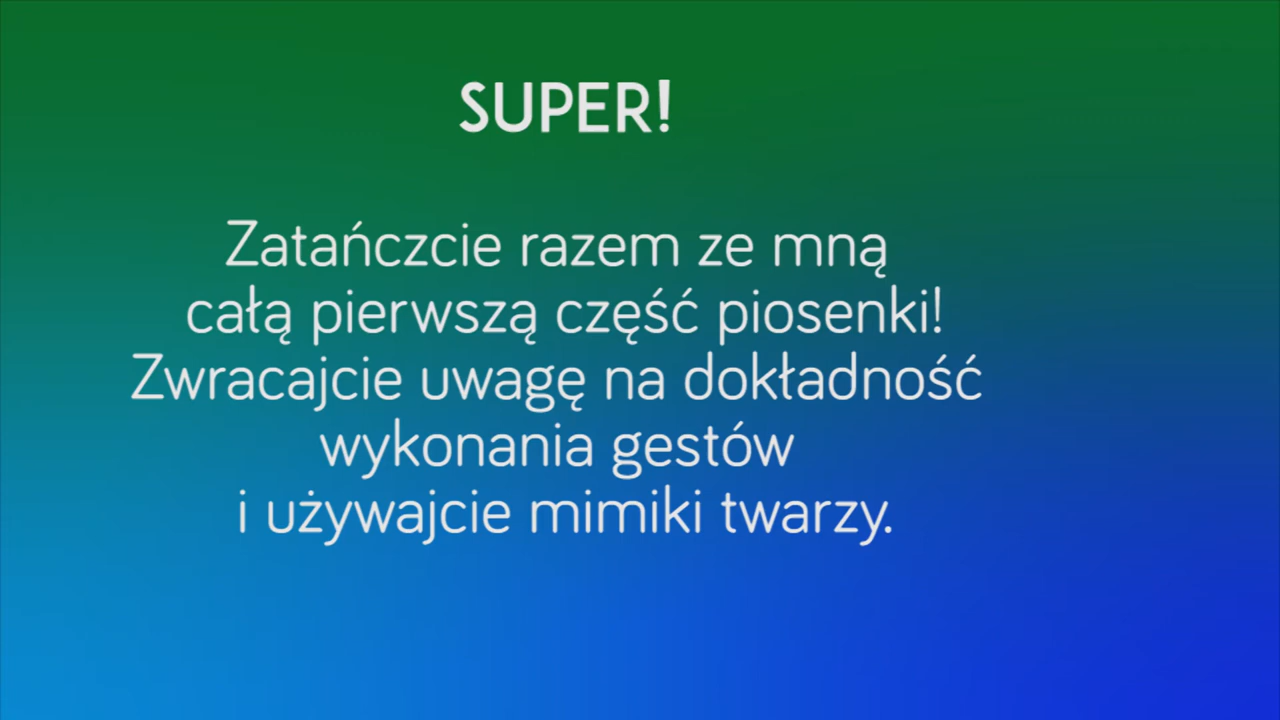 SUPER!
Zatańczcie razem ze mną
całą pierwszą część piosenki!
Zwracajcie uwagę na dokładność
wykonania gestów
i używajcie mimiki twarzy.